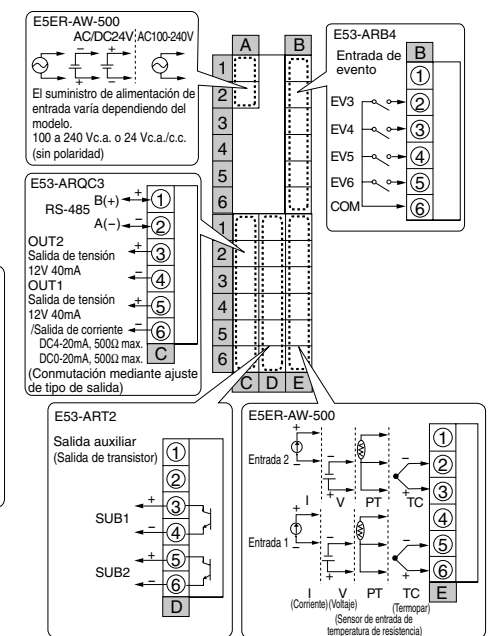 E5ER-AW-500
AC/DC24V AC100-240V
+ + - -
El suministro de alimentación de
entrada varía dependiendo del
modelo.
100 a 240 Vc.a. o 24 Vc.a./c.c.
(sin polaridad)
A B
1
2
3
4
5
6
1
2
3
4
5
6
C D E
E53-ARB4
Entrada de
evento
B
1
EV3 2
EV4 3
EV5 4
EV6 5
COM 6
E53-ARQC3
B(+) + 1
RS-485
A(−) − 2
OUT2
Salida de tensión + 3
12V 40mA
− 4
OUT1
Salida de tensión + 5
12V 40mA
/Salida de corriente − 6
DC4-20mA, 500Ω max.
DC0-20mA, 500Ω max. C
(Conmutación mediante ajuste
de tipo de salida)
E53-ART2
Salida auxiliar
(Salida de transistor)
1
2
+ 3
SUB1
− 4
+ 5
SUB2
− 6
D
E5ER-AW-500
1
2
3
4
5
6
E
Entrada 2
+ − − +
I V PT TC
Entrada 1
+ − − +
I V PT TC
(Corriente) (Voltaje) (Termopar)
(Sensor de entrada de
temperatura de resistencia)